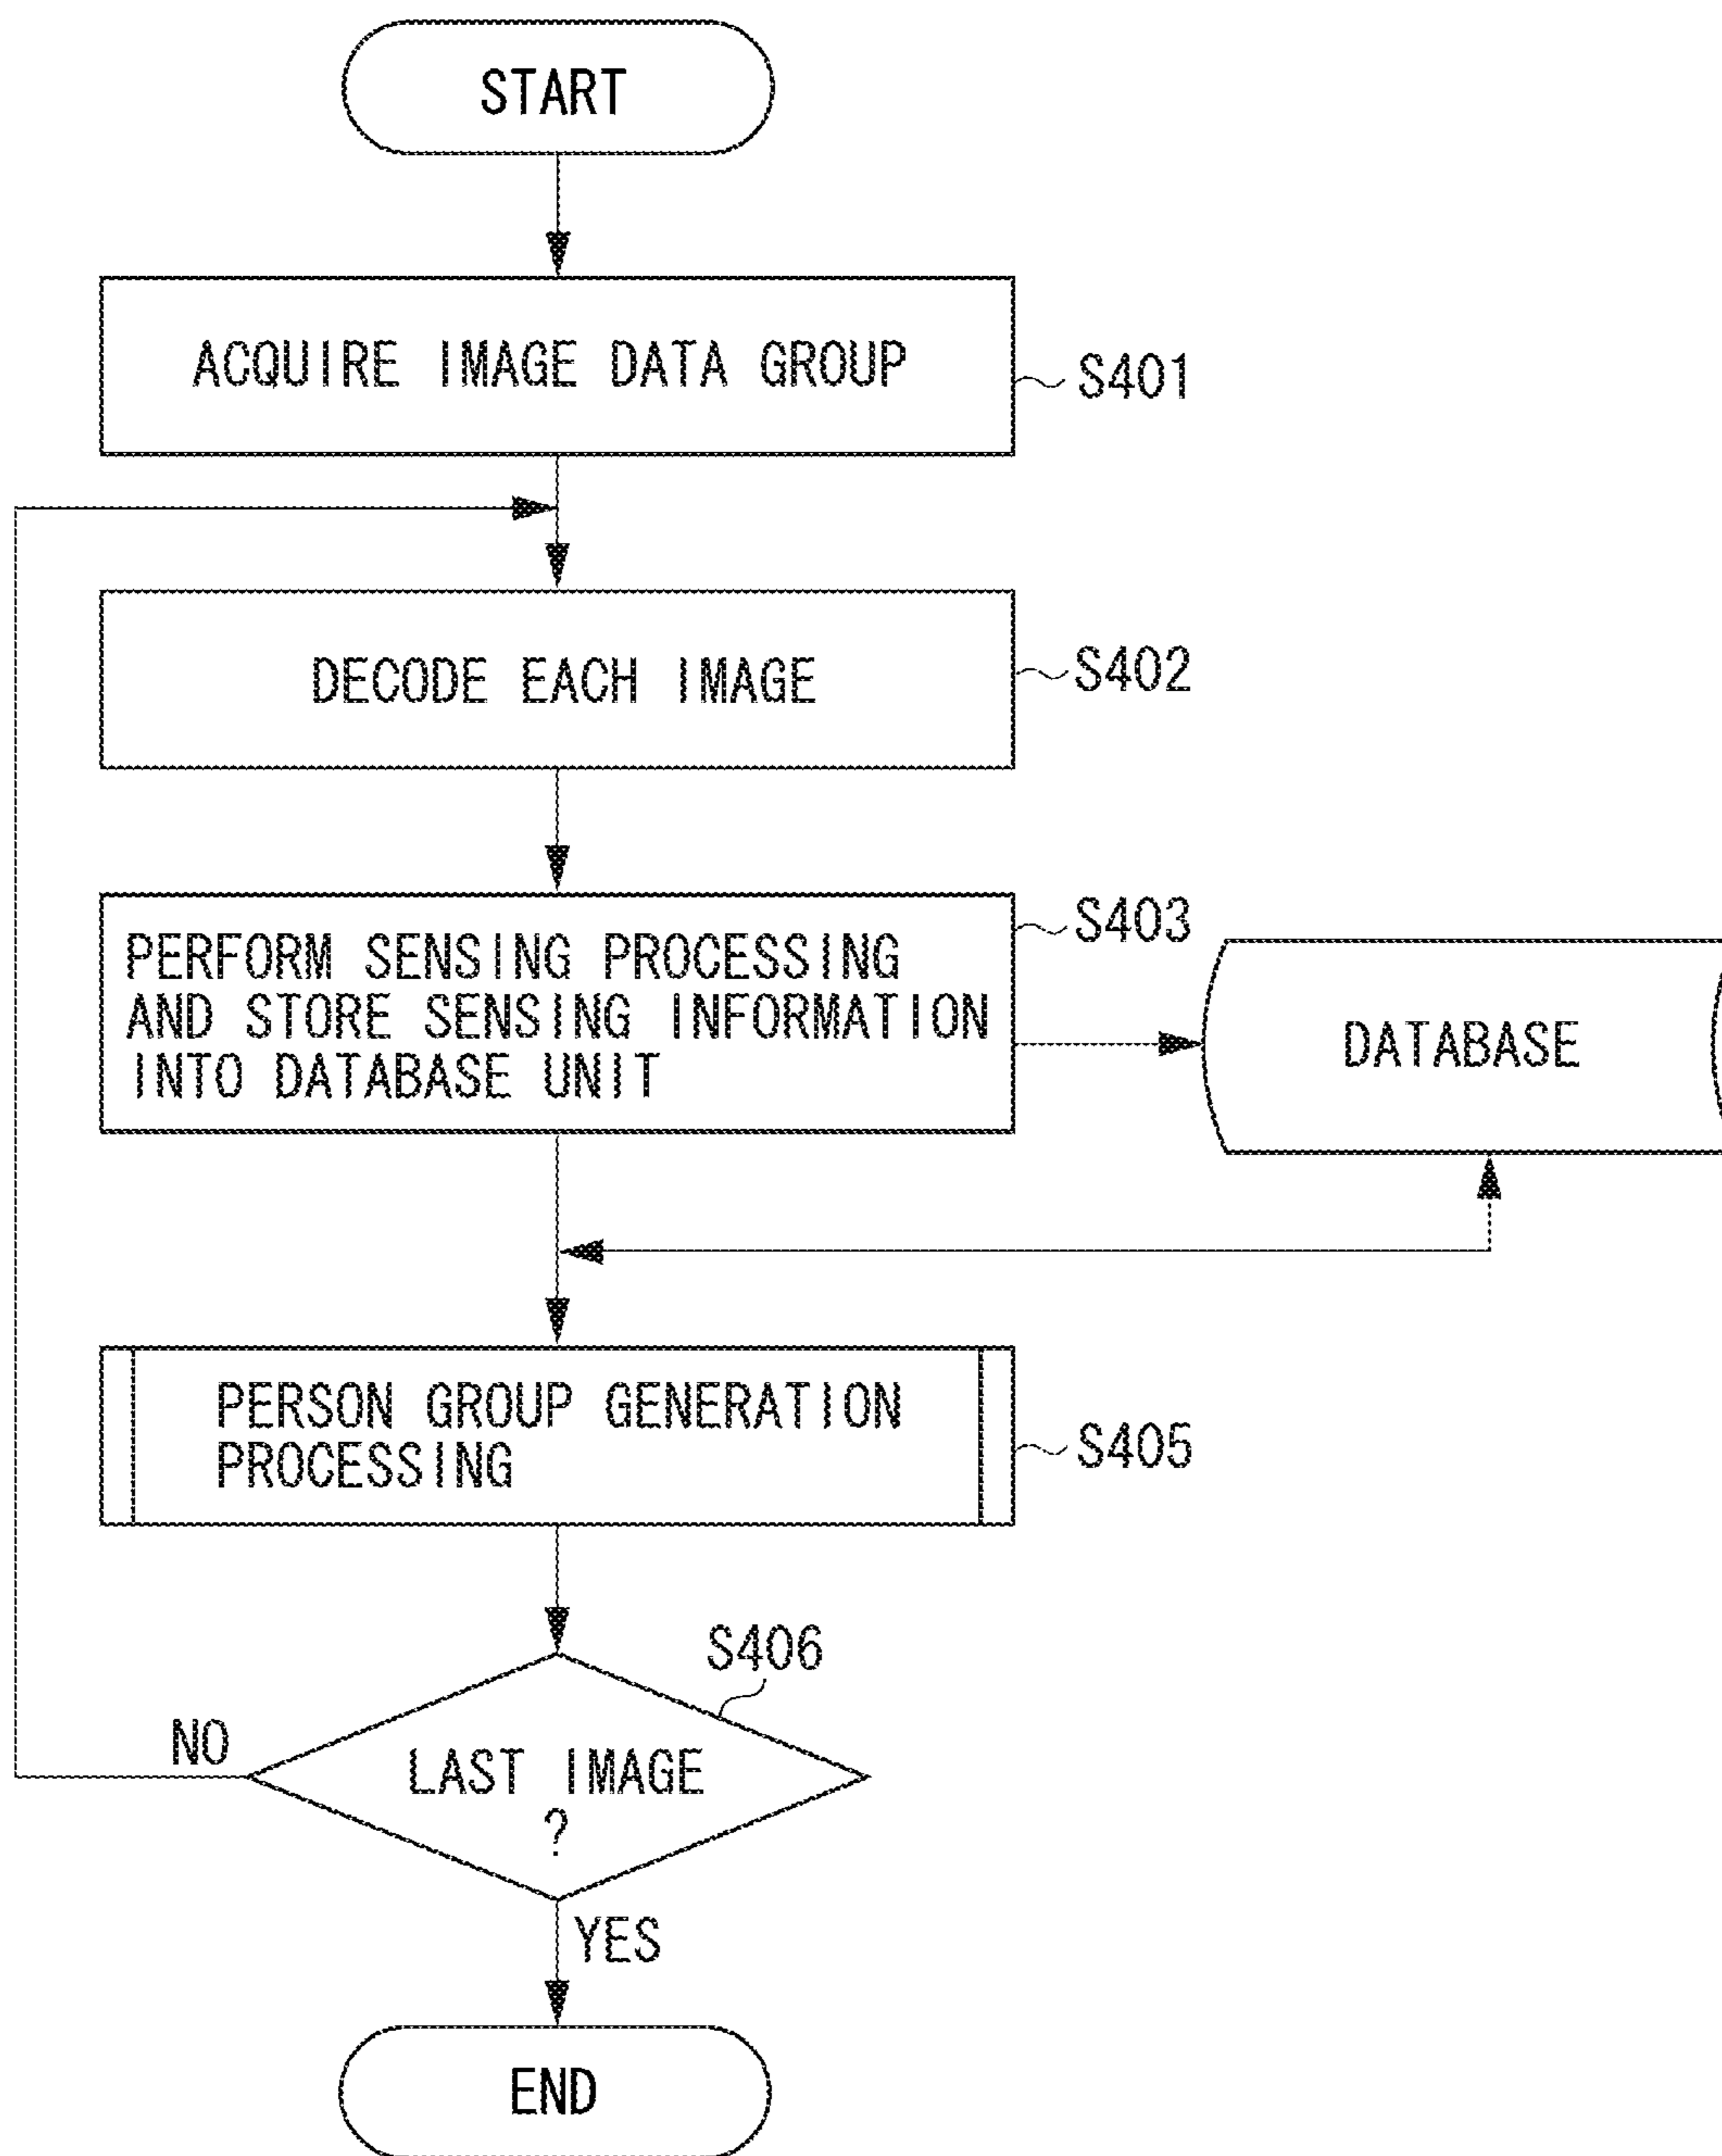 START
ACQUIRE IMAGE DATA GROUP
S401
DECODE EACH IMAGE
S402
PERFORM SENSING PROCESSING
AND STORE SENSING INFORMATION
INTO DATABASE UNIT
S403
DATABASE
PERSON GROUP GENERATION
PROCESSING
S405
S406
LAST IMAGE
?
NO
YES
END